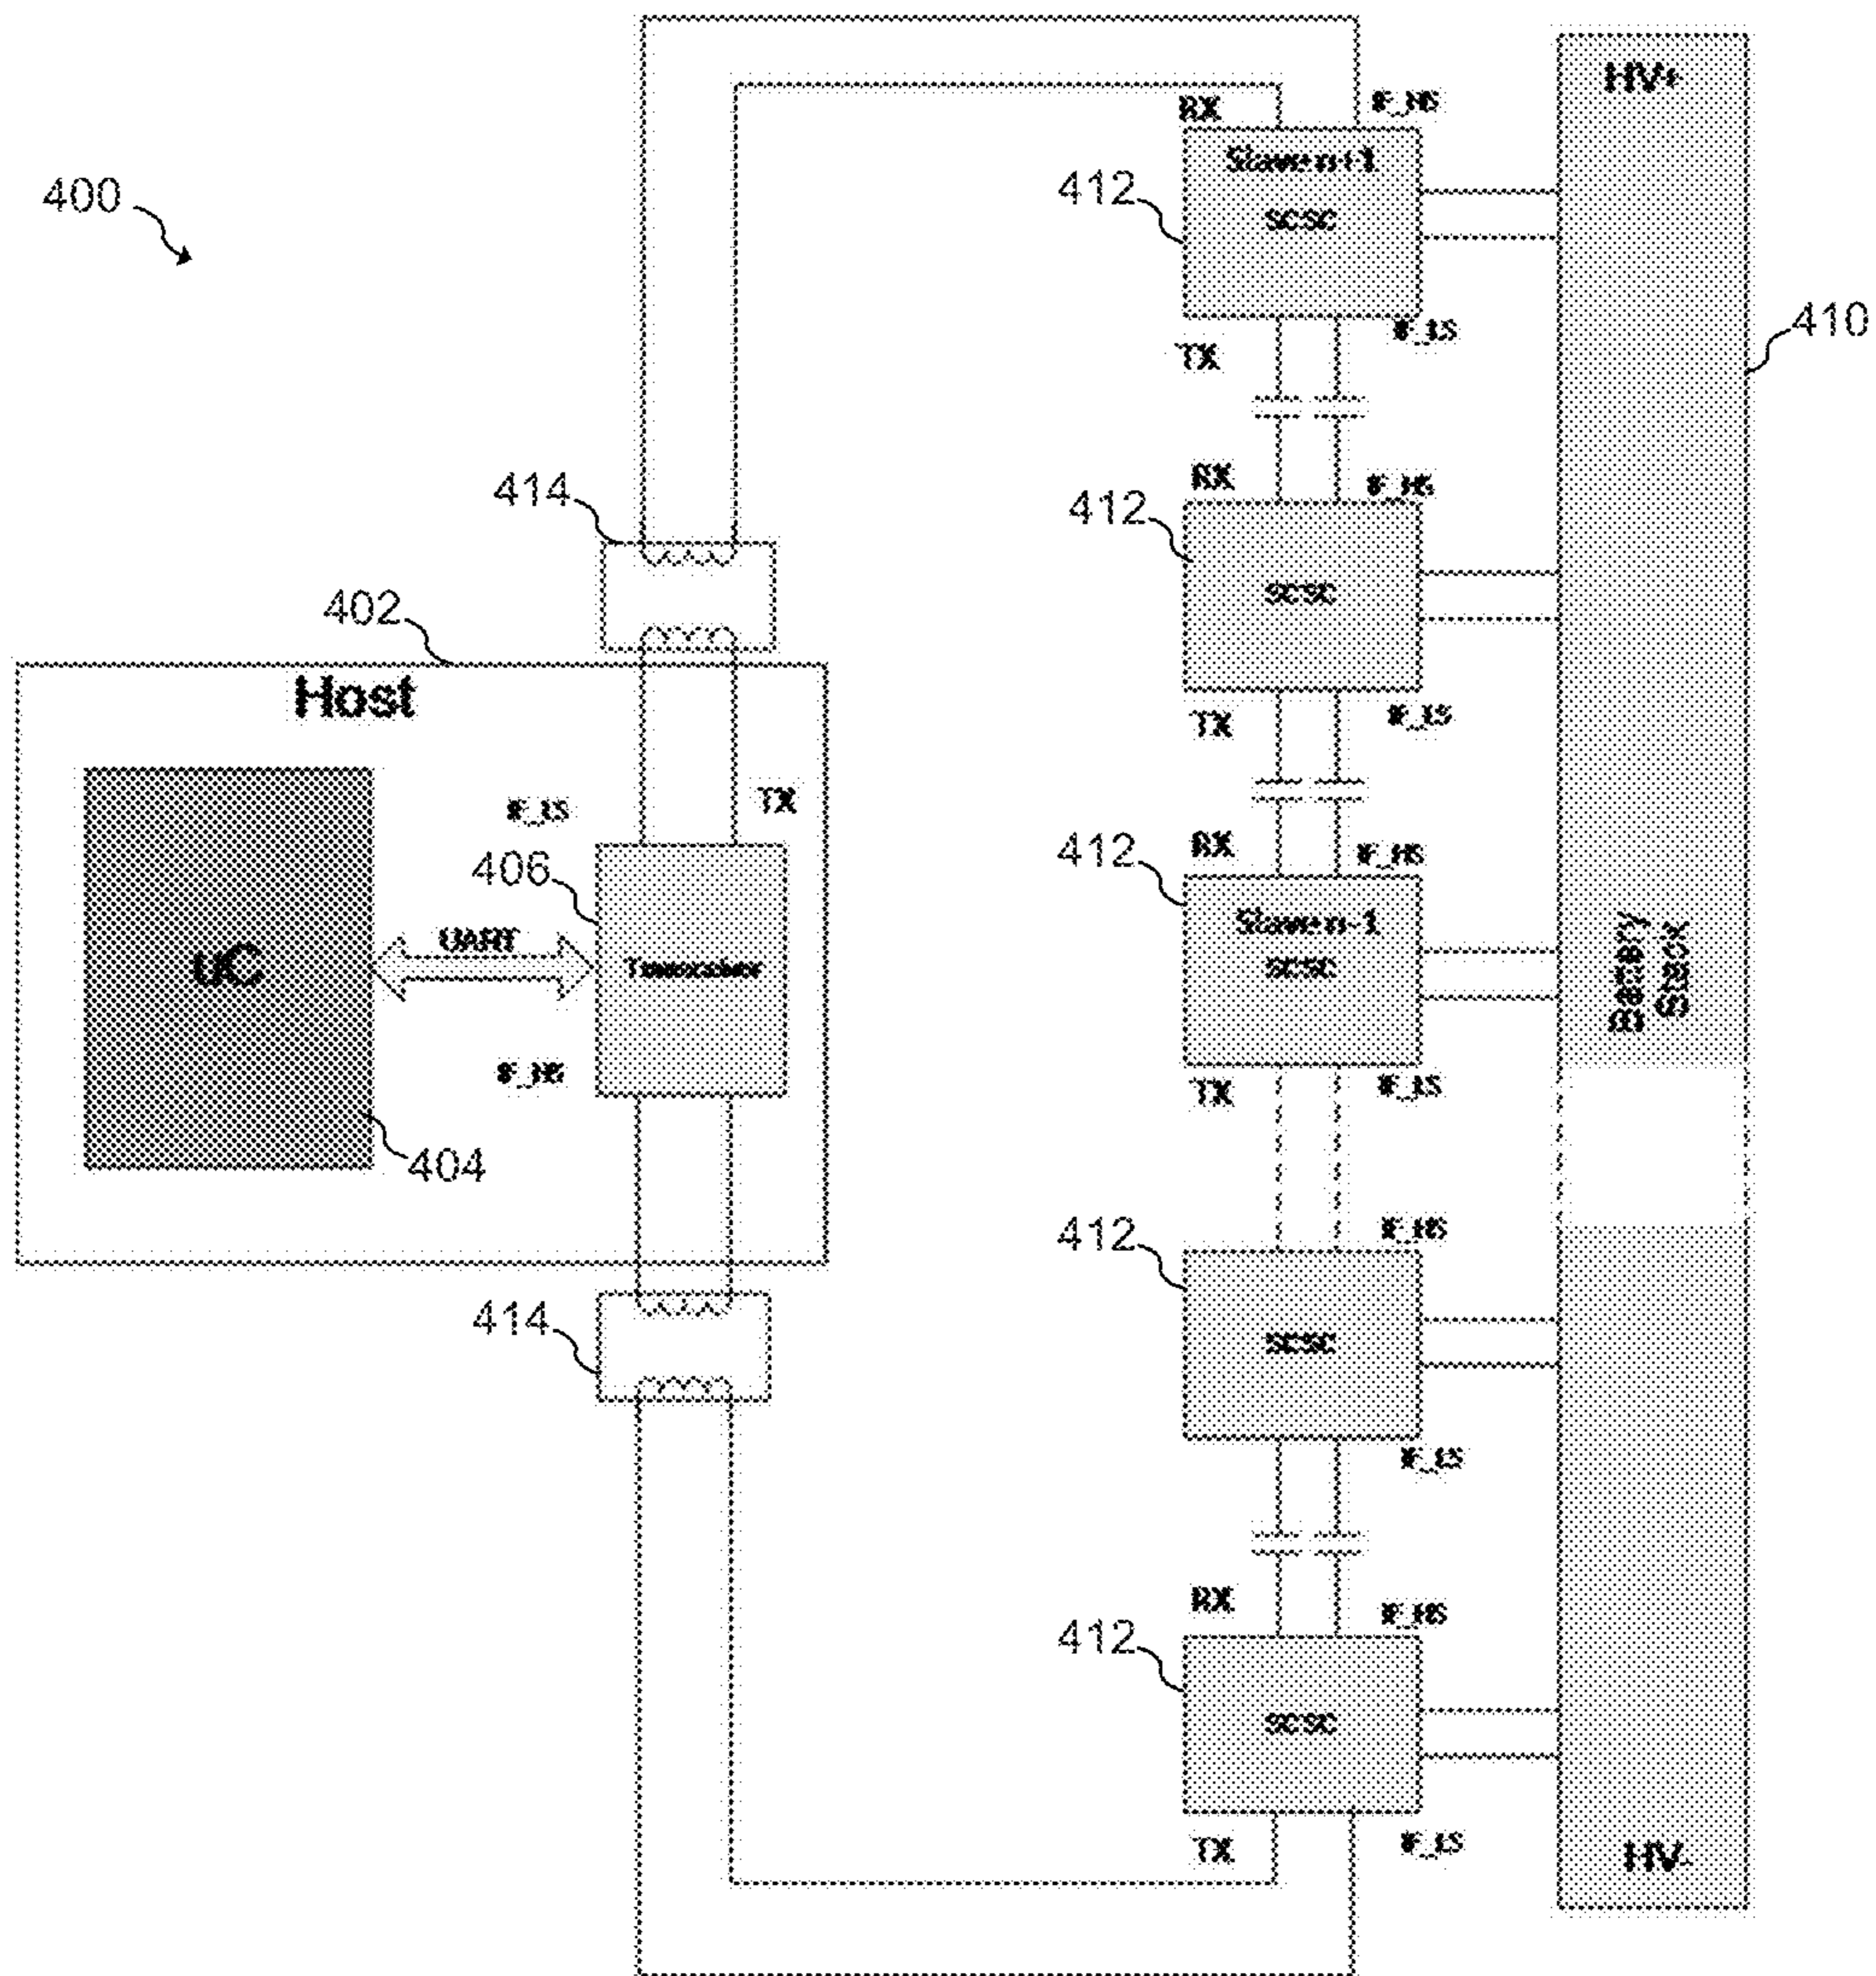 400
RX
IF_HS
HV+
412
Slave n+1
SCSC
410
TX
IF_LS
414
RX
IF_HS
412
SCSC
402
Host
TX
IF_LS
IF_LS
TX
RX
IF_HS
406
412
Slave n-1
SCSC
uC
UART
Transceiver
Battery
Stack
IF_HS
TX
IF_LS
404
412
IF_HS
SCSC
414
IF_LS
RX
IF_HS
412
SCSC
TX
IF_LS
HV-